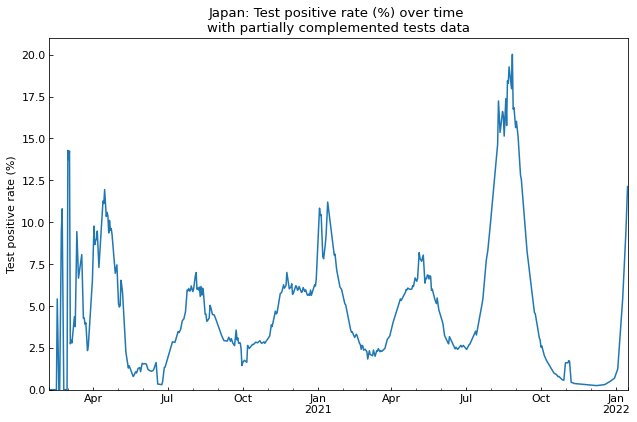 Japan: Test positive rate (%) over time
with partially complemented tests data
Test positive rate (%)
20.0
17.5
15.0
12.5
10.0
7.5
5.0
2.5
0.0
Apr
Jul
Oct
Jan
2021
Apr
Jul
Oct
Jan
2022